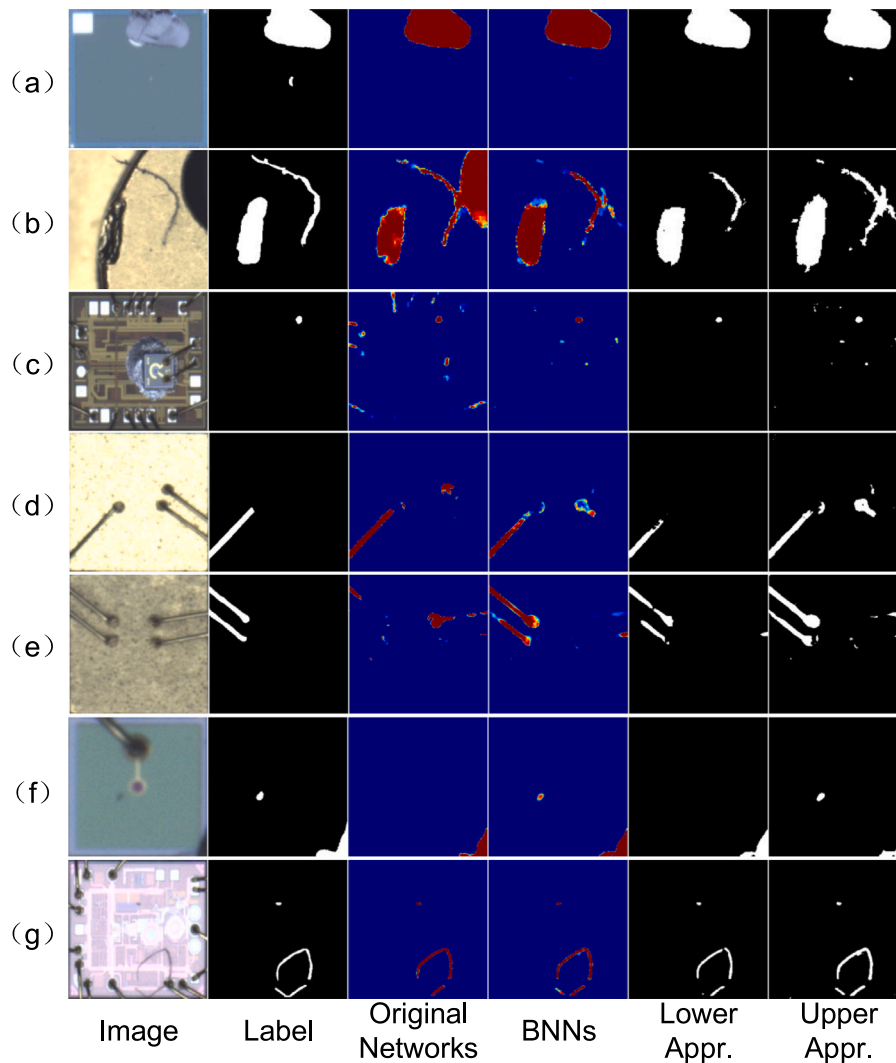 （a）
（b）
（c）
（d）
（e）
（f）
（g）
Image
Label
Original
Networks
BNNs
Lower
Appr.
Upper
Appr.